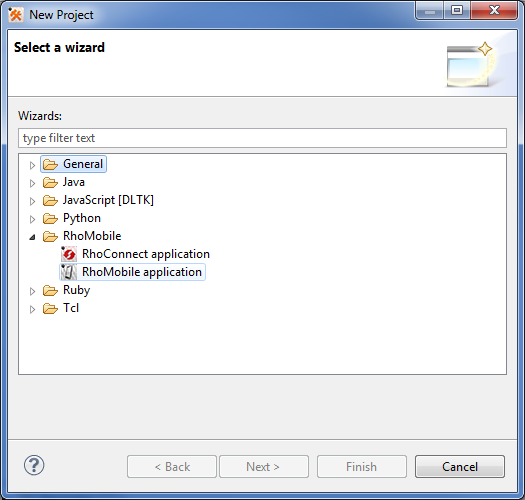 New Project
Select a wizard
Wizards:
type filter text
General
Java
JavaScript [DLTK]
Python
RhoMobile
RhoConnect application
RhoMobile application
Ruby
Tcl
? < Back Next > Finish Cancel